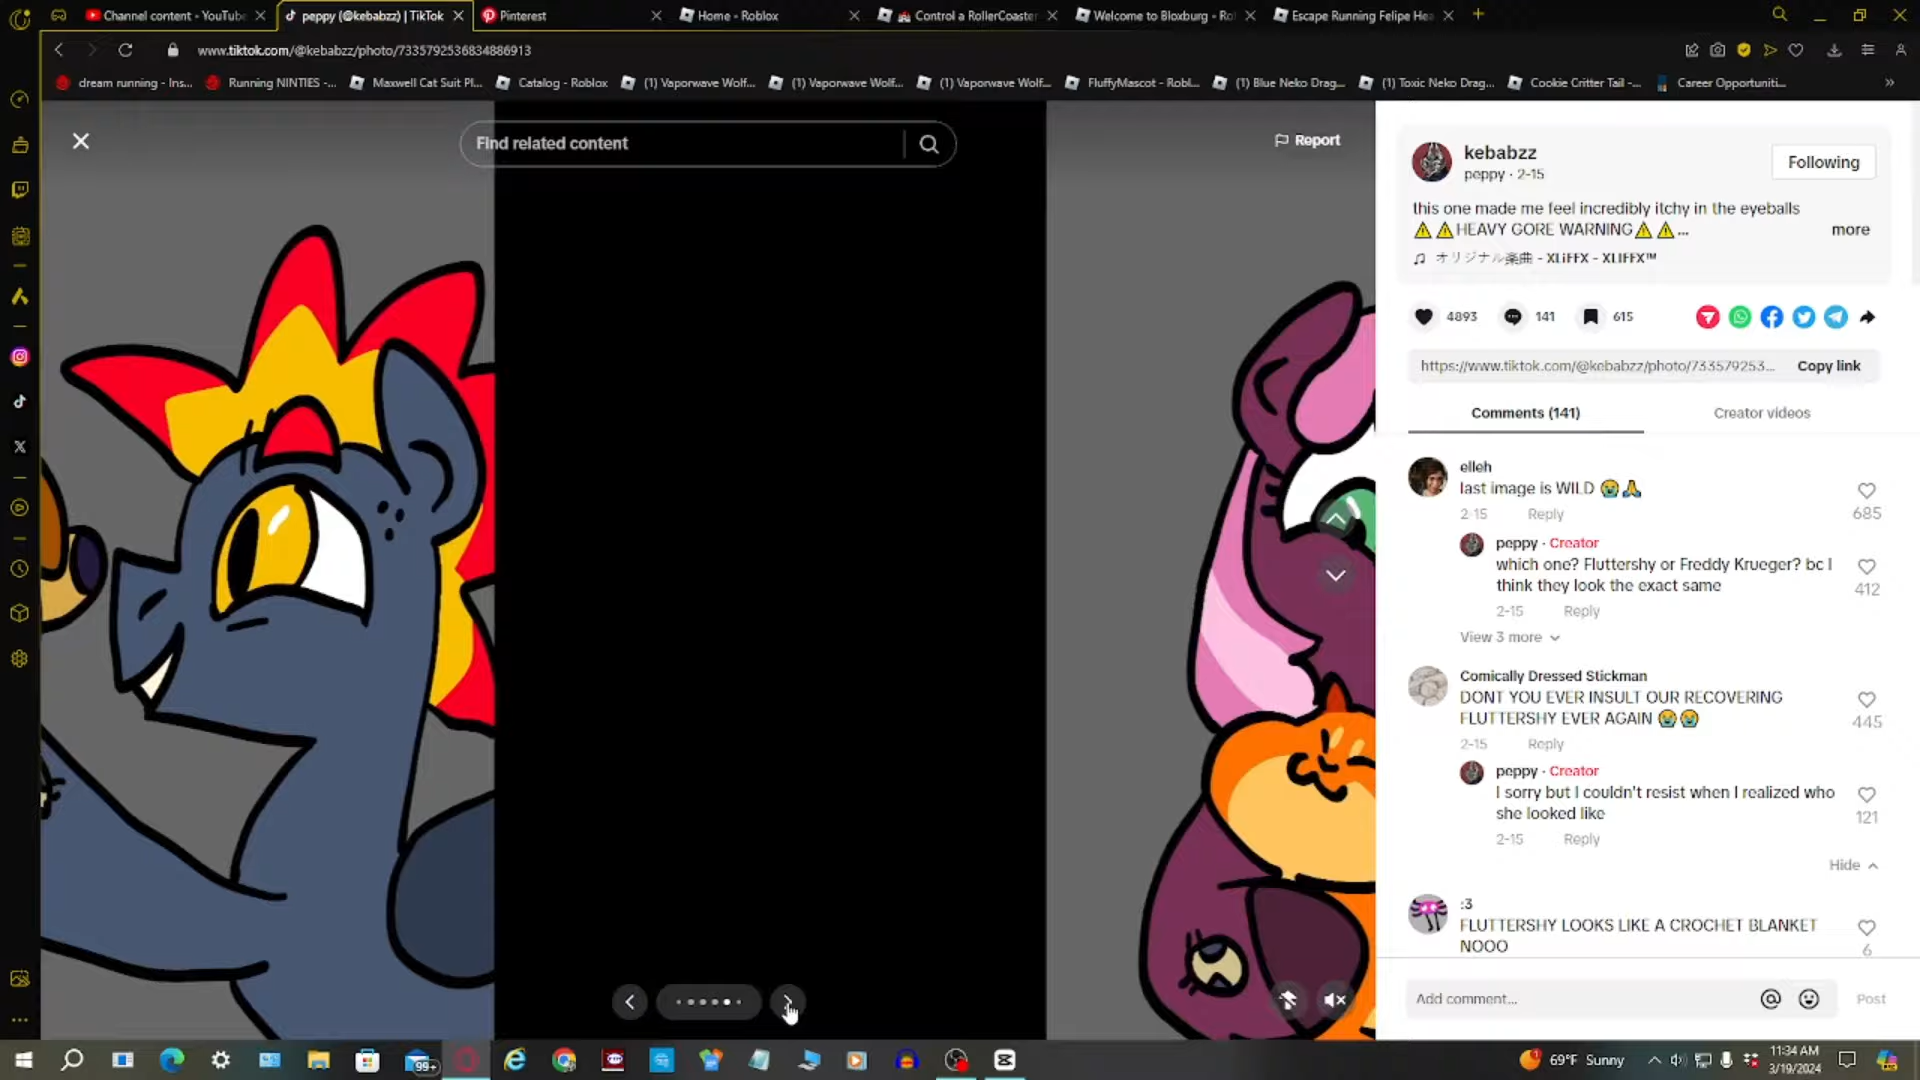 Channel content - YouTube
peppy (@kebabzz) | TikTok
Pinterest
Home - Roblox
Control a RollerCoaster
Welcome to Bloxburg - Ro
Escape Running Felipe Hea
www.tiktok.com/@kebabzz/photo/7335792536834886913
dream running - Ins...
Running NINTIES -...
Maxwell Cat Suit Pl...
Catalog - Roblox
(1) Vaporwave Wolf...
(1) Vaporwave Wolf...
(1) Vaporwave Wolf...
FluffyMascot - Robl...
(1) Blue Neko Drag...
(1) Toxic Neko Drag...
Cookie Critter Tail -...
Career Opportuniti...
Find related content
Report
kebabzz
peppy · 2-15
Following
this one made me feel incredibly itchy in the eyeballs
⚠️⚠️HEAVY GORE WARNING⚠️⚠️...
more
オリジナル楽曲 - XLiFFX - XLIFFX™
4893
141
615
https://www.tiktok.com/@kebabzz/photo/733579253...
Copy link
Comments (141)
Creator videos
elleh
last image is WILD 😭🙏
685
2-15 Reply
peppy · Creator
which one? Fluttershy or Freddy Krueger? bc I
think they look the exact same
412
2-15 Reply
View 3 more
Comically Dressed Stickman
DONT YOU EVER INSULT OUR RECOVERING
FLUTTERSHY EVER AGAIN 😭😭
445
2-15 Reply
peppy · Creator
I sorry but I couldn't resist when I realized who
she looked like
121
2-15 Reply
Hide
:3
FLUTTERSHY LOOKS LIKE A CROCHET BLANKET
NOOO
6
Add comment...
Post
99+
69°F Sunny
11:34 AM
3/19/2024